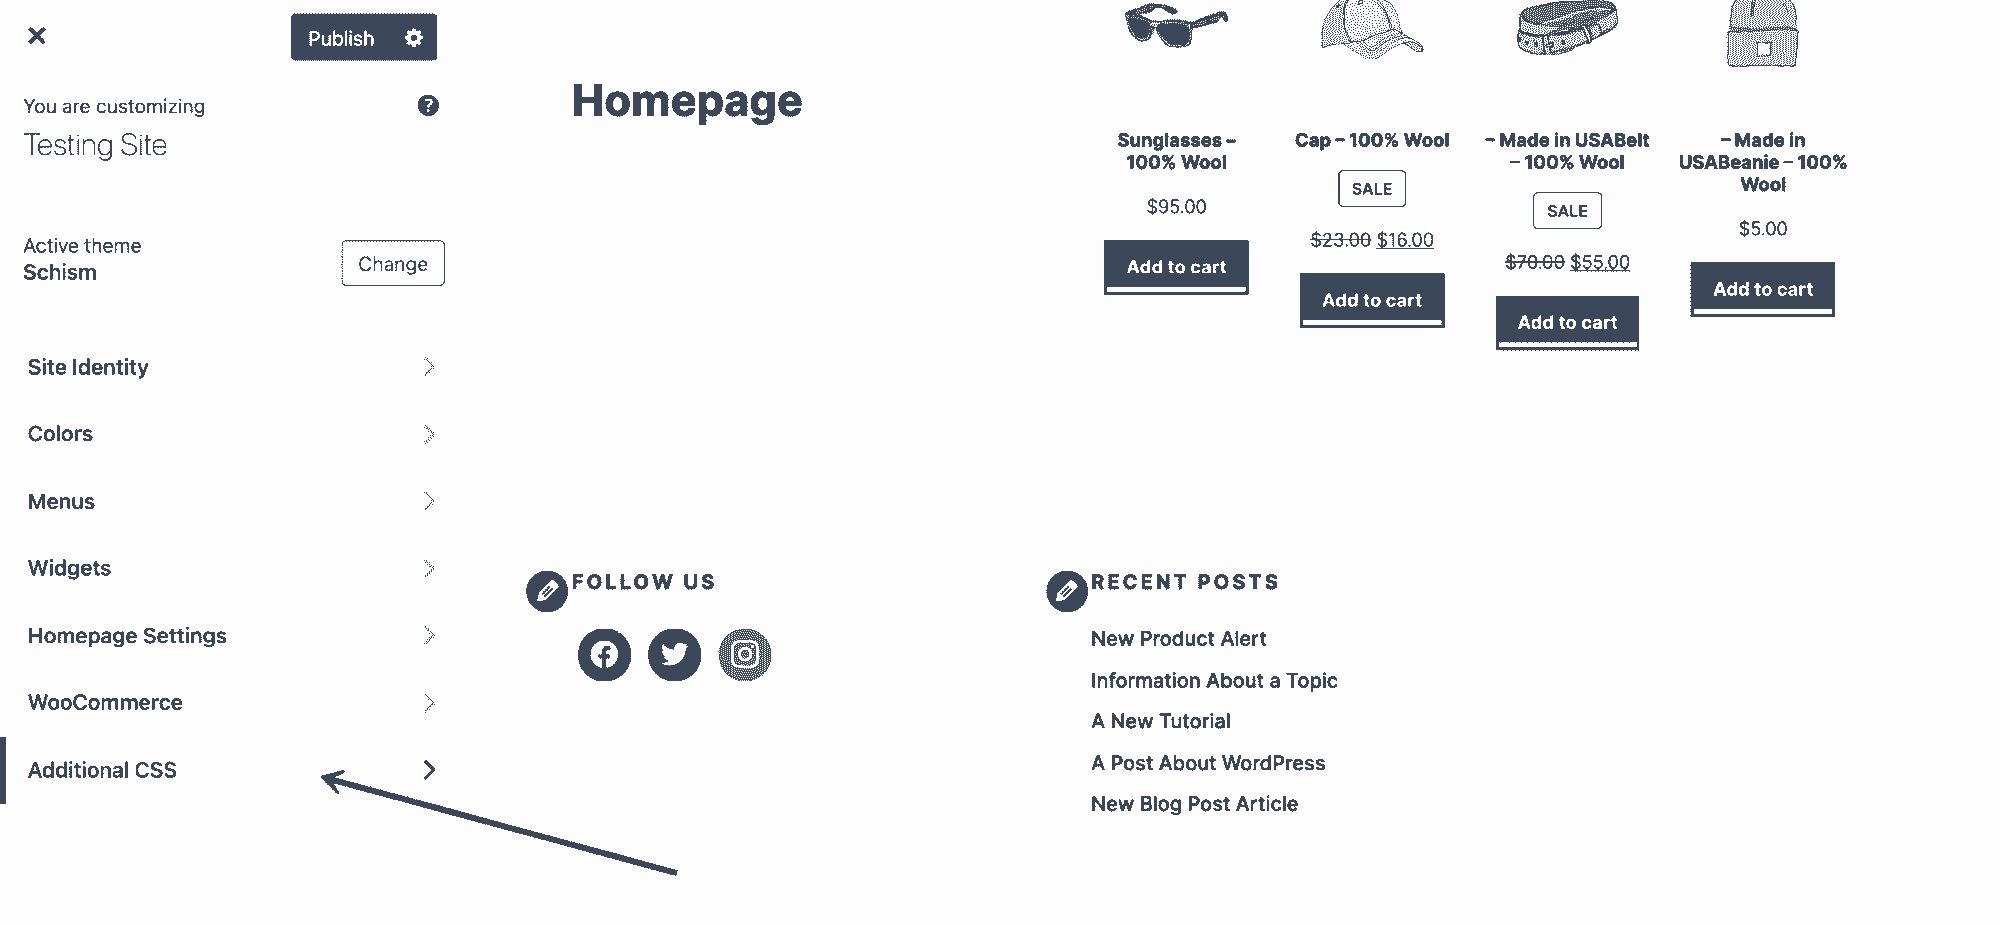 Publish
You are customizing
Testing Site
Active theme
Schism
Change
Site Identity
Colors
Menus
Widgets
Homepage Settings
WooCommerce
Additional CSS
Homepage
Sunglasses –
100% Wool
$95.00
Add to cart
Cap – 100% Wool
SALE
$23.00 $16.00
Add to cart
– Made in USABelt
– 100% Wool
SALE
$70.00 $55.00
Add to cart
– Made in
USABeanie – 100%
Wool
$5.00
Add to cart
FOLLOW US
RECENT POSTS
New Product Alert
Information About a Topic
A New Tutorial
A Post About WordPress
New Blog Post Article